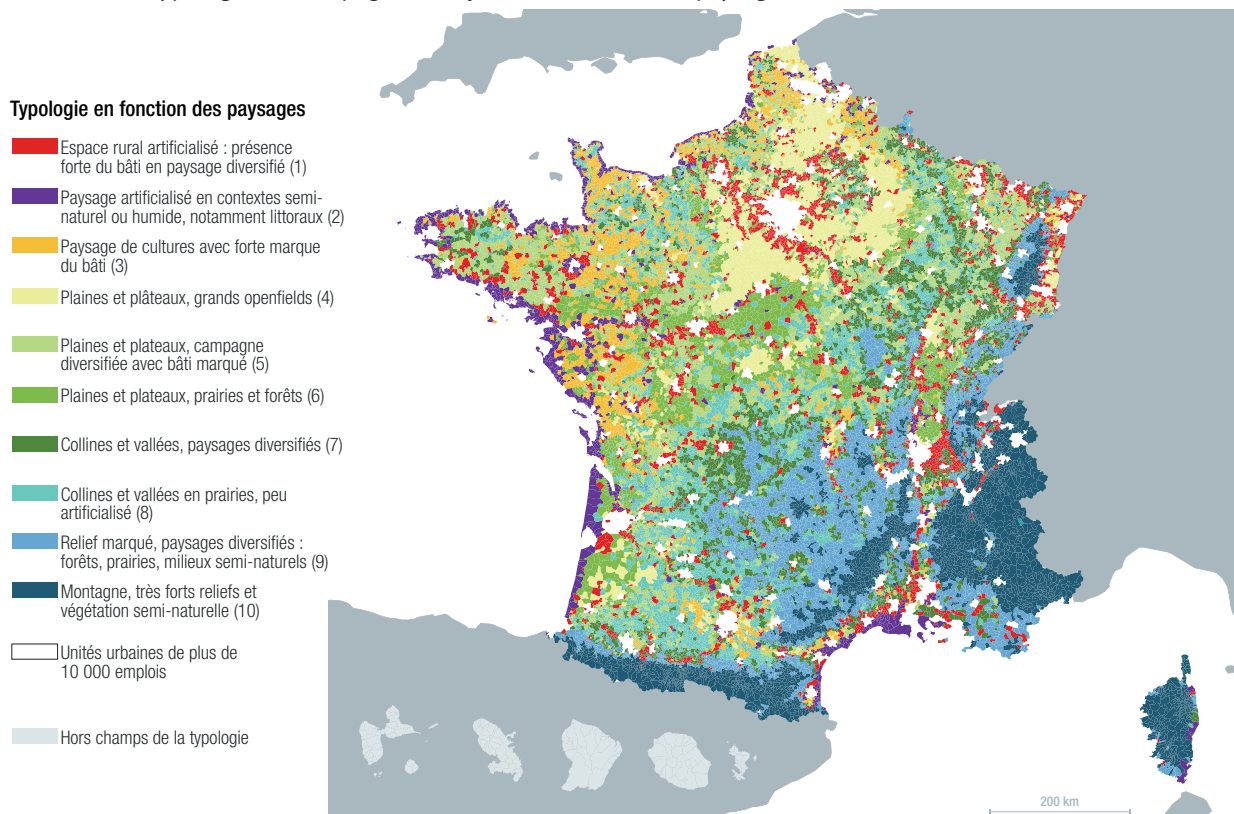 Typologie en fonction des paysages
Espace rural artificialisé : présence
forte du bâti en paysage diversifié (1)
Paysage artificialisé en contextes semi-
naturel ou humide, notamment littoraux (2)
Paysage de cultures avec forte marque
du bâti (3)
Plaines et plâteaux, grands openfields (4)
Plaines et plateaux, campagne
diversifiée avec bâti marqué (5)
Plaines et plateaux, prairies et forêts (6)
Collines et vallées, paysages diversifiés (7)
Collines et vallées en prairies, peu
artificialisé (8)
Relief marqué, paysages diversifiés :
forêts, prairies, milieux semi-naturels (9)
Montagne, très forts reliefs et
végétation semi-naturelle (10)
Unités urbaines de plus de
10 000 emplois
Hors champs de la typologie
200 km